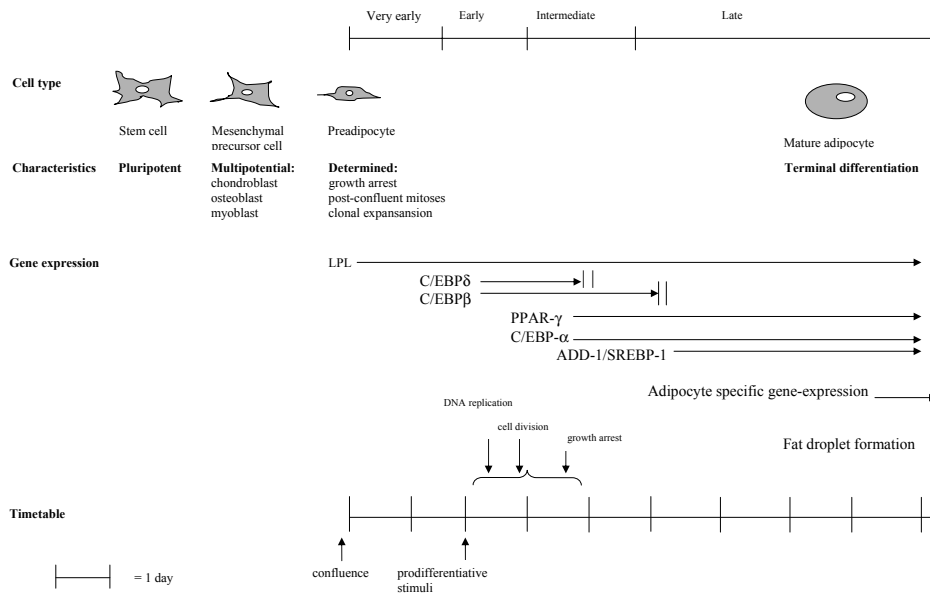 Very early Early Intermediate Late
Cell type
Stem cell Mesenchymal Preadipocyte
precursor cell Mature adipocyte
Characteristics Pluripotent Multipotential: Determined: Terminal differentiation
chondroblast growth arrest
osteoblast post-confluent mitoses
myoblast clonal expansansion
Gene expression LPL
C/EBPδ
C/EBPβ
PPAR-γ
C/EBP-α
ADD-1/SREBP-1
Adipocyte specific gene-expression
DNA replication
cell division
growth arrest Fat droplet formation
Timetable
confluence prodifferentiative
= 1 day stimuli